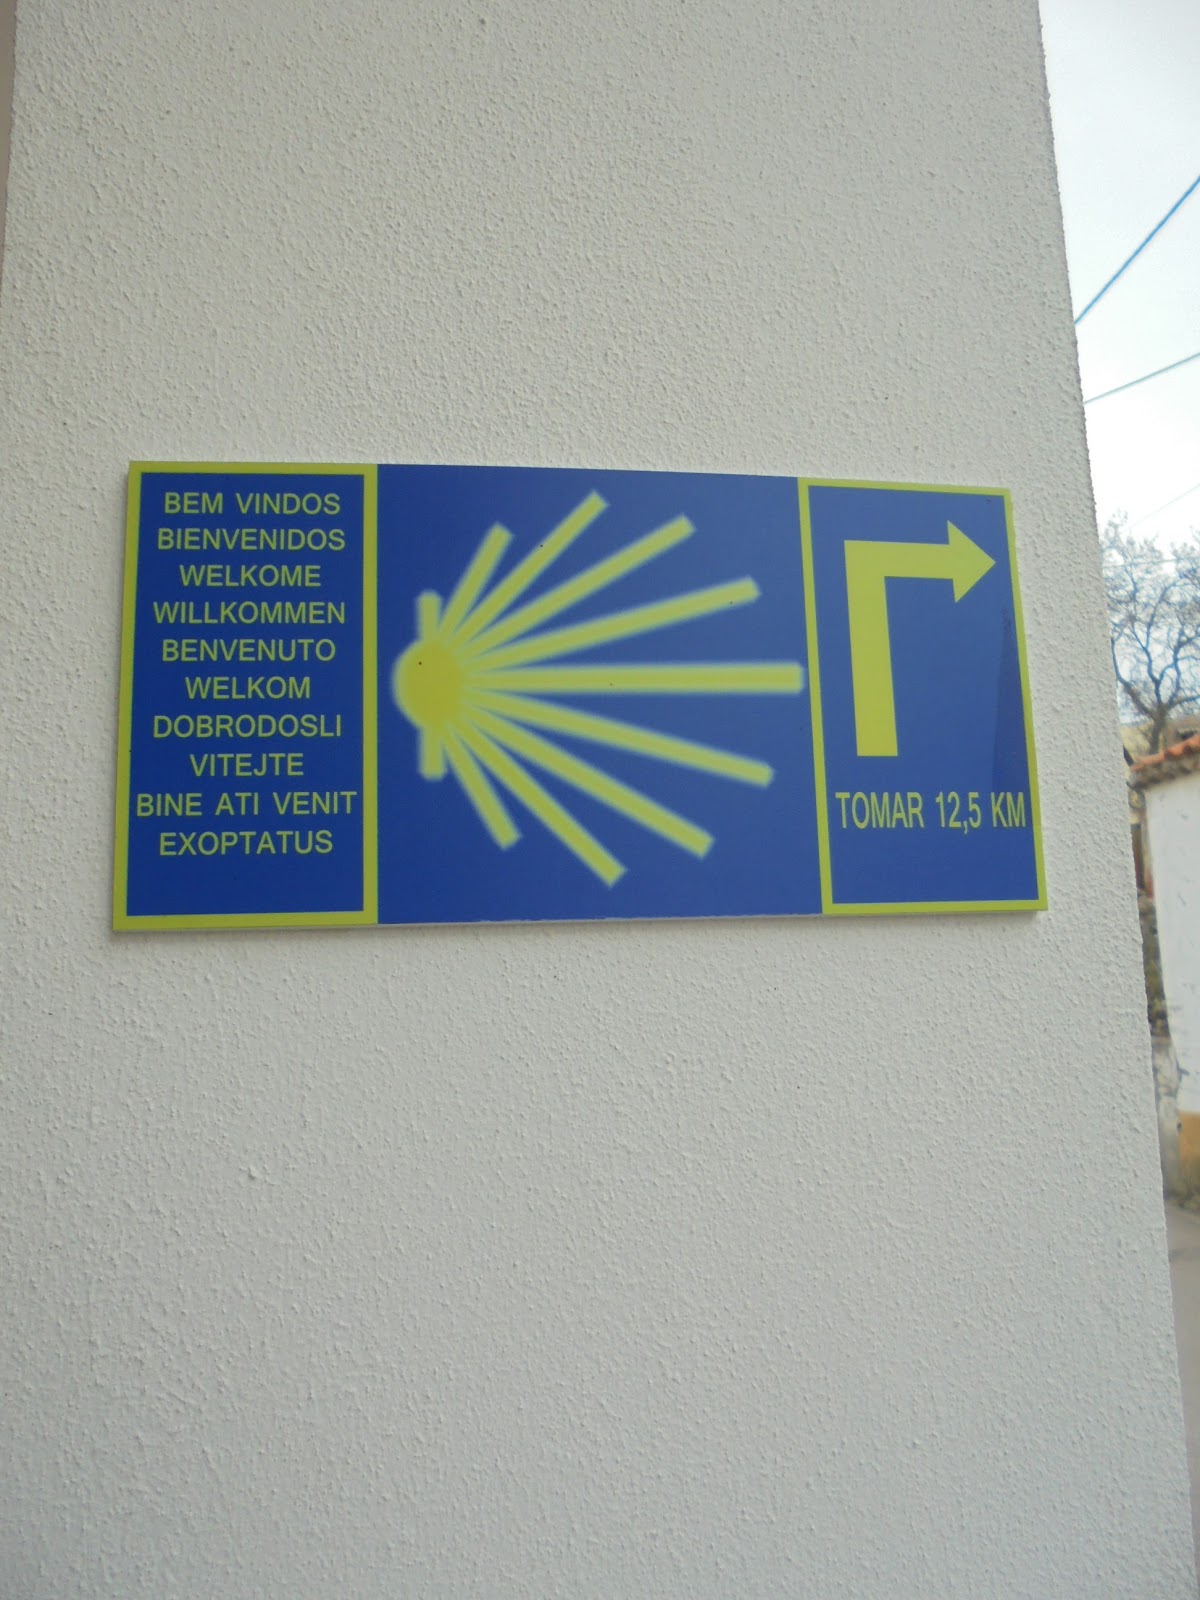 BEM VINDOS
BIENVENIDOS
WELKOME
WILLKOMMEN
BENVENUTO
WELKOM
DOBRODOSLI
VITEJTE
BINE ATI VENIT
EXOPTATUS
TOMAR 12,5 KM